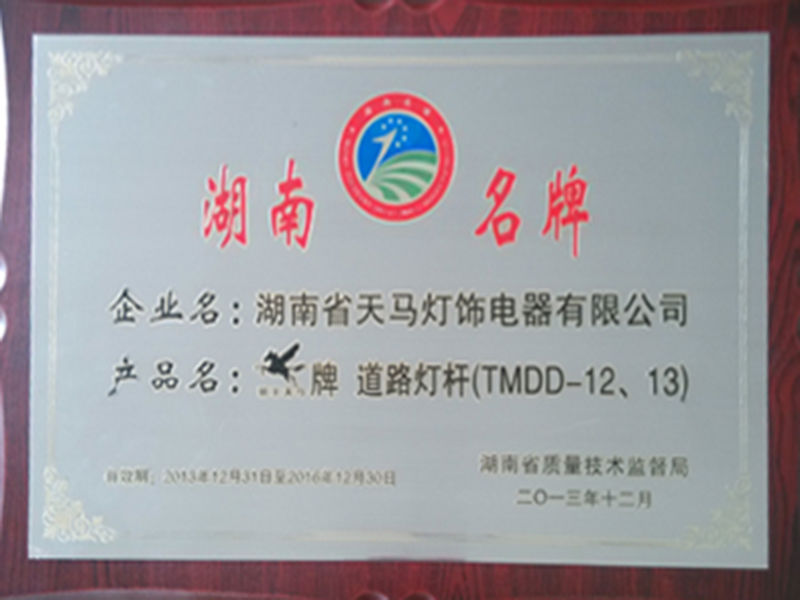 湖南 名牌
企业名：湖南省天马灯饰电器有限公司
产品名： 牌 道路灯杆(TMDD-12、13)
有效期：2013年12月31日至2016年12月30日
湖南省质量技术监督局
二〇一三年十二月